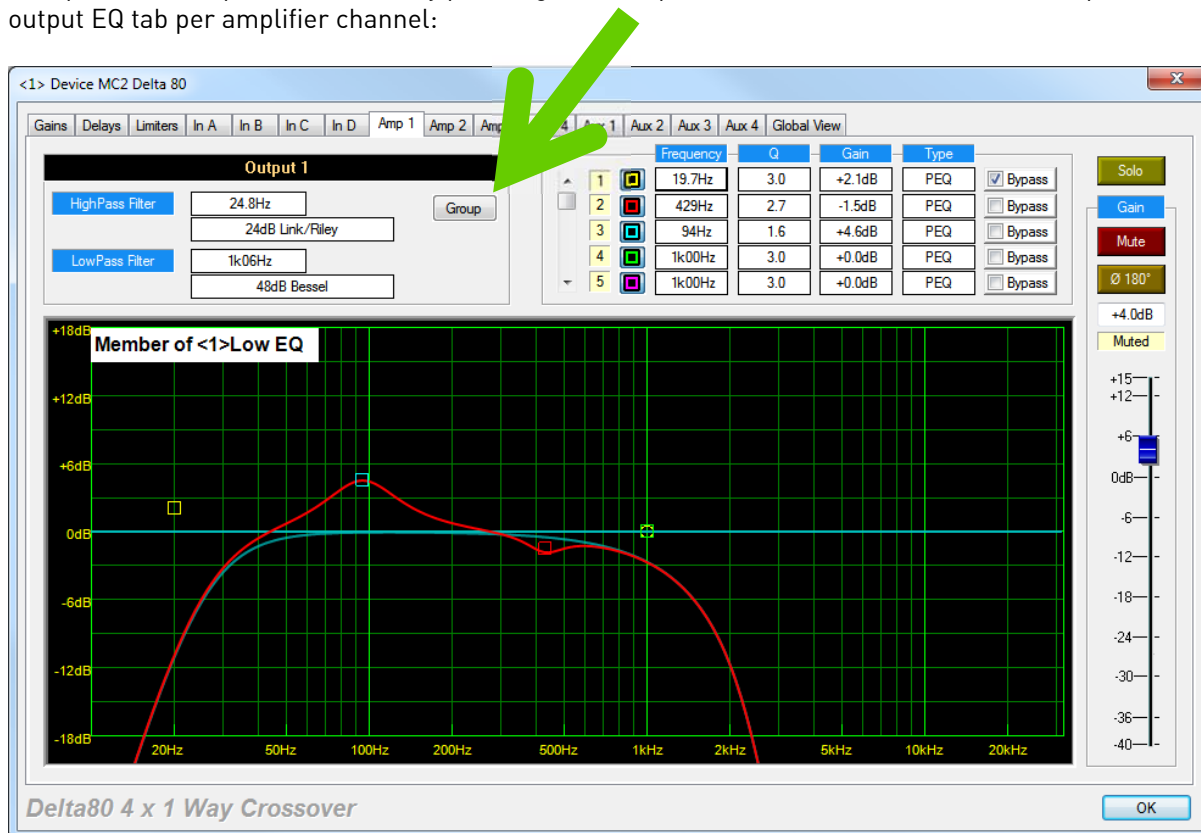 output EQ tab per amplifier channel:
<1> Device MC2 Delta 80
X
Gains Delays Limiters In A In B In C In D Amp 1 Amp 2 4 Aux 2 Aux 3 Aux 4 Global View
Output 1
HighPass Filter 24.8Hz
24dB Link/Riley
Group
LowPass Filter 1k06Hz
48dB Bessel
Frequency Q Gain Type
1 19.7Hz 3.0 +2.1dB PEQ Bypass
2 429Hz 2.7 -1.5dB PEQ Bypass
3 94Hz 1.6 +4.6dB PEQ Bypass
4 1k00Hz 3.0 +0.0dB PEQ Bypass
5 1k00Hz 3.0 +0.0dB PEQ Bypass
Solo
Gain
Mute
Ø 180°
+4.0dB
Muted
+15
+12
+6
0dB
-6
-12
-18
-24
-30
-36
-40
Member of <1>Low EQ
+18dB
+12dB
+6dB
0dB
-6dB
-12dB
-18dB
20Hz 50Hz 100Hz 200Hz 500Hz 1kHz 2kHz 5kHz 10kHz 20kHz
Delta80 4 x 1 Way Crossover
OK